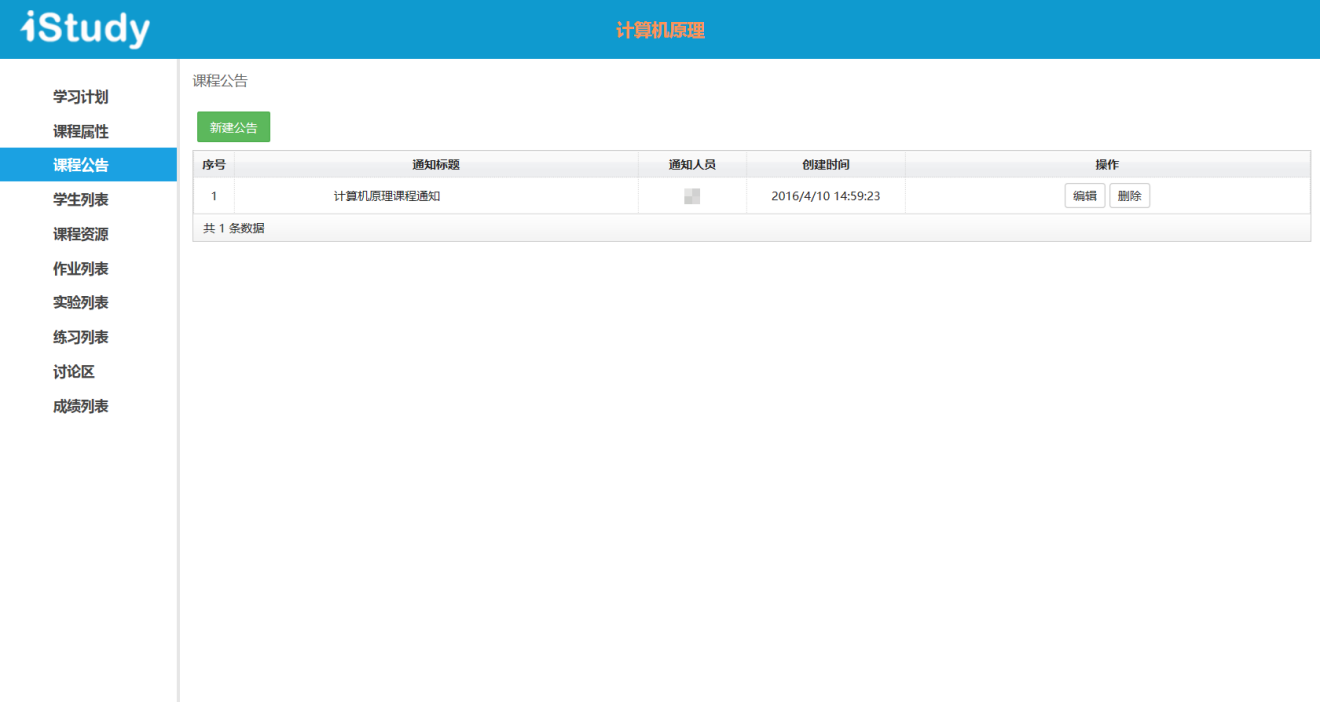 iStudy
计算机原理
学习计划
课程属性
课程公告
学生列表
课程资源
作业列表
实验列表
练习列表
讨论区
成绩列表
课程公告
新建公告
序号 通知标题 通知人员 创建时间 操作
1 计算机原理课程通知 2016/4/10 14:59:23 编辑 删除
共 1 条数据